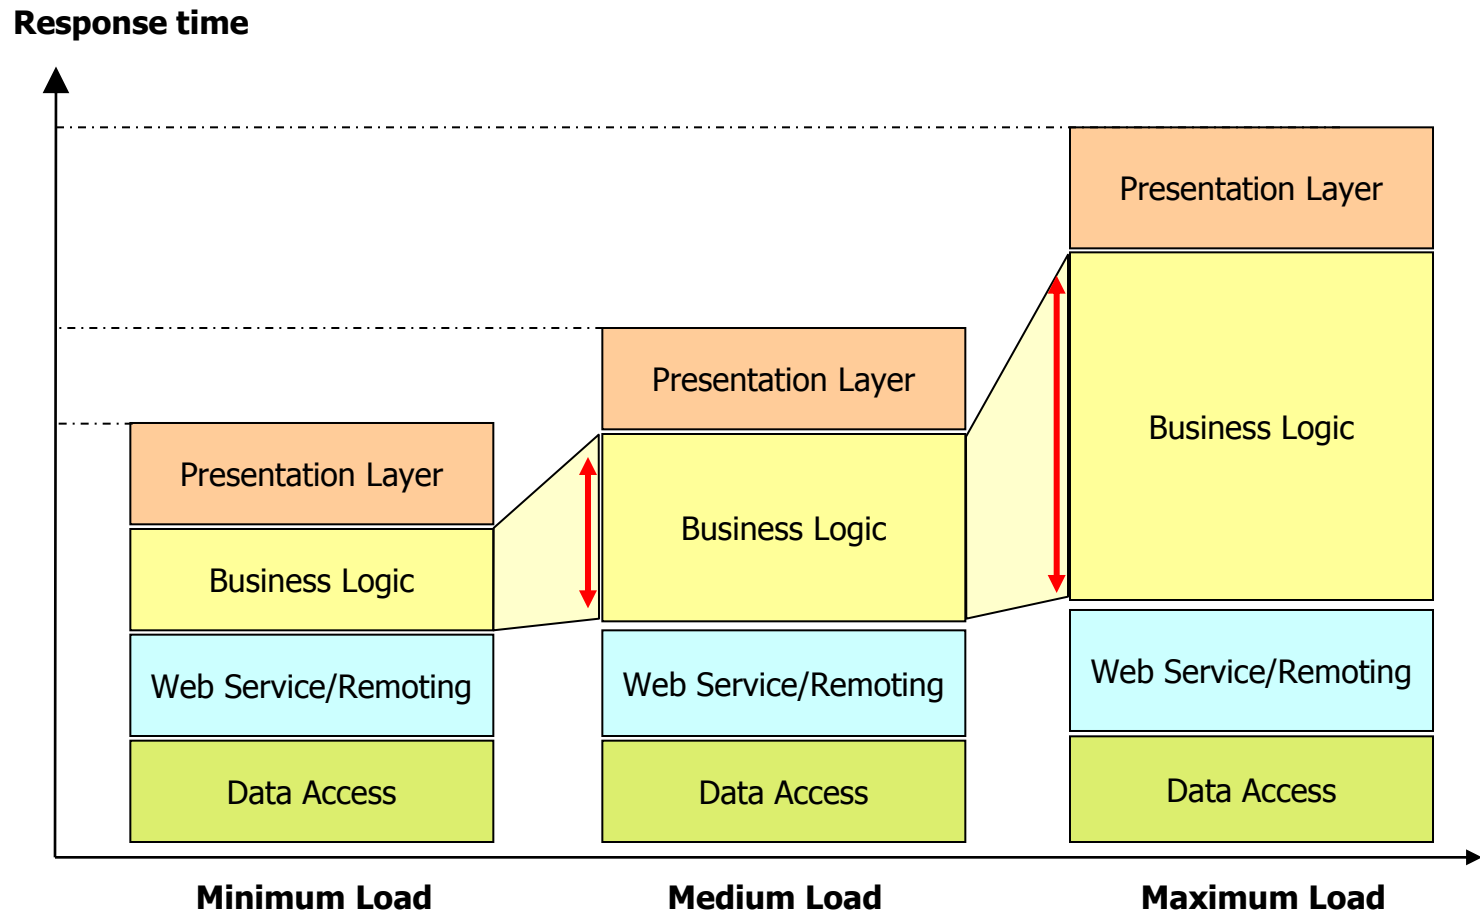 Response time
Presentation Layer
Business Logic
Web Service/Remoting
Data Access
Presentation Layer
Business Logic
Web Service/Remoting
Data Access
Presentation Layer
Business Logic
Web Service/Remoting
Data Access
Minimum Load
Medium Load
Maximum Load